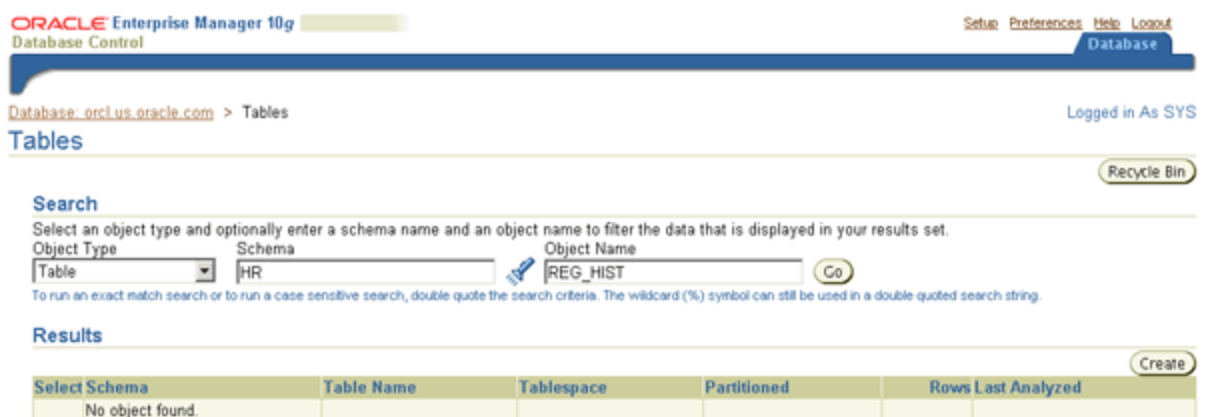 ORACLE Enterprise Manager 10g
Database Control
Setup Preferences Help Logout
Database
Database: orcl.us.oracle.com > Tables
Logged in As SYS
Tables
Recycle Bin
Search
Select an object type and optionally enter a schema name and an object name to filter the data that is displayed in your results set.
Object Type Schema Object Name
Table HR REG_HIST Go
To run an exact match search or to run a case sensitive search, double quote the search criteria. The wildcard (%) symbol can still be used in a double quoted search string.
Results
Create
Select Schema Table Name Tablespace Partitioned Rows Last Analyzed
No object found.